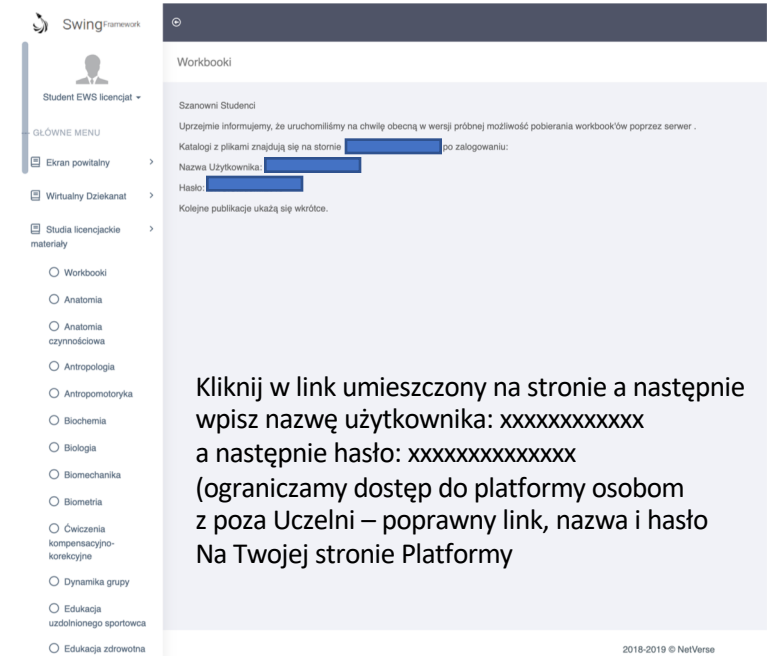 SwingFramework
Student EWS licencjat
GŁÓWNE MENU
Ekran powitalny
Wirtualny Dziekanat
Studia licencjackie
materiały
Workbooki
Anatomia
Anatomia
czynnościowa
Antropologia
Antropomotoryka
Biochemia
Biologia
Biomechanika
Biometria
Ćwiczenia
kompensacyjno-
korekcyjne
Dynamika grupy
Edukacja
uzdolnionego sportowca
Edukacja zdrowotna
Workbooki
Szanowni Studenci
Uprzejmie informujemy, że uruchomiliśmy na chwilę obecną w wersji próbnej możliwość pobierania workbook'ów poprzez serwer .
Katalogi z plikami znajdują się na stornie po zalogowaniu:
Nazwa Użytkownika:
Hasło:
Kolejne publikacje ukażą się wkrótce.
Kliknij w link umieszczony na stronie a następnie
wpisz nazwę użytkownika: xxxxxxxxxxxx
a następnie hasło: xxxxxxxxxxxxxx
(ograniczamy dostęp do platformy osobom
z poza Uczelni – poprawny link, nazwa i hasło
Na Twojej stronie Platformy
2018-2019 © NetVerse